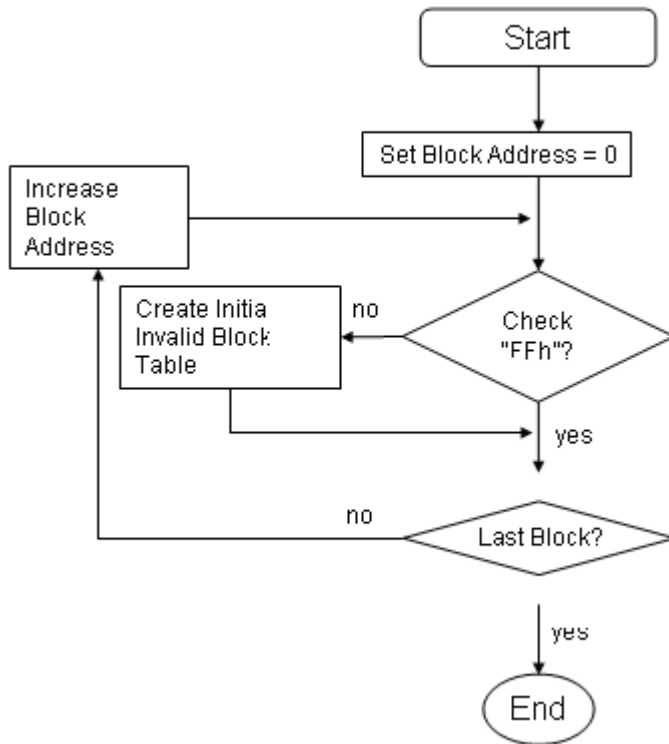 Start
Set Block Address = 0
Increase
Block
Address
Create Initia
Invalid Block
Table
no
Check
"FFh"?
yes
no
Last Block?
yes
End